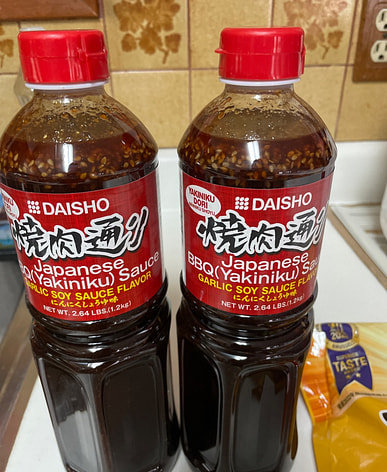 DAISHO
焼肉通り
Japanese
BBQ(Yakiniku) Sauce
GARLIC SOY SAUCE FLAVOR
にんにくしょうゆ味
NET WT. 2.64 LBS.(1.2kg)
YAKINIKU
DORI
DAISHO
焼肉通り
Japanese
BBQ(Yakiniku) Sau
GARLIC SOY SAUCE FLAV
にんにくしょうゆ味
NET WT. 2.64 LBS.(1.2kg)
SUPERIOR
TASTE